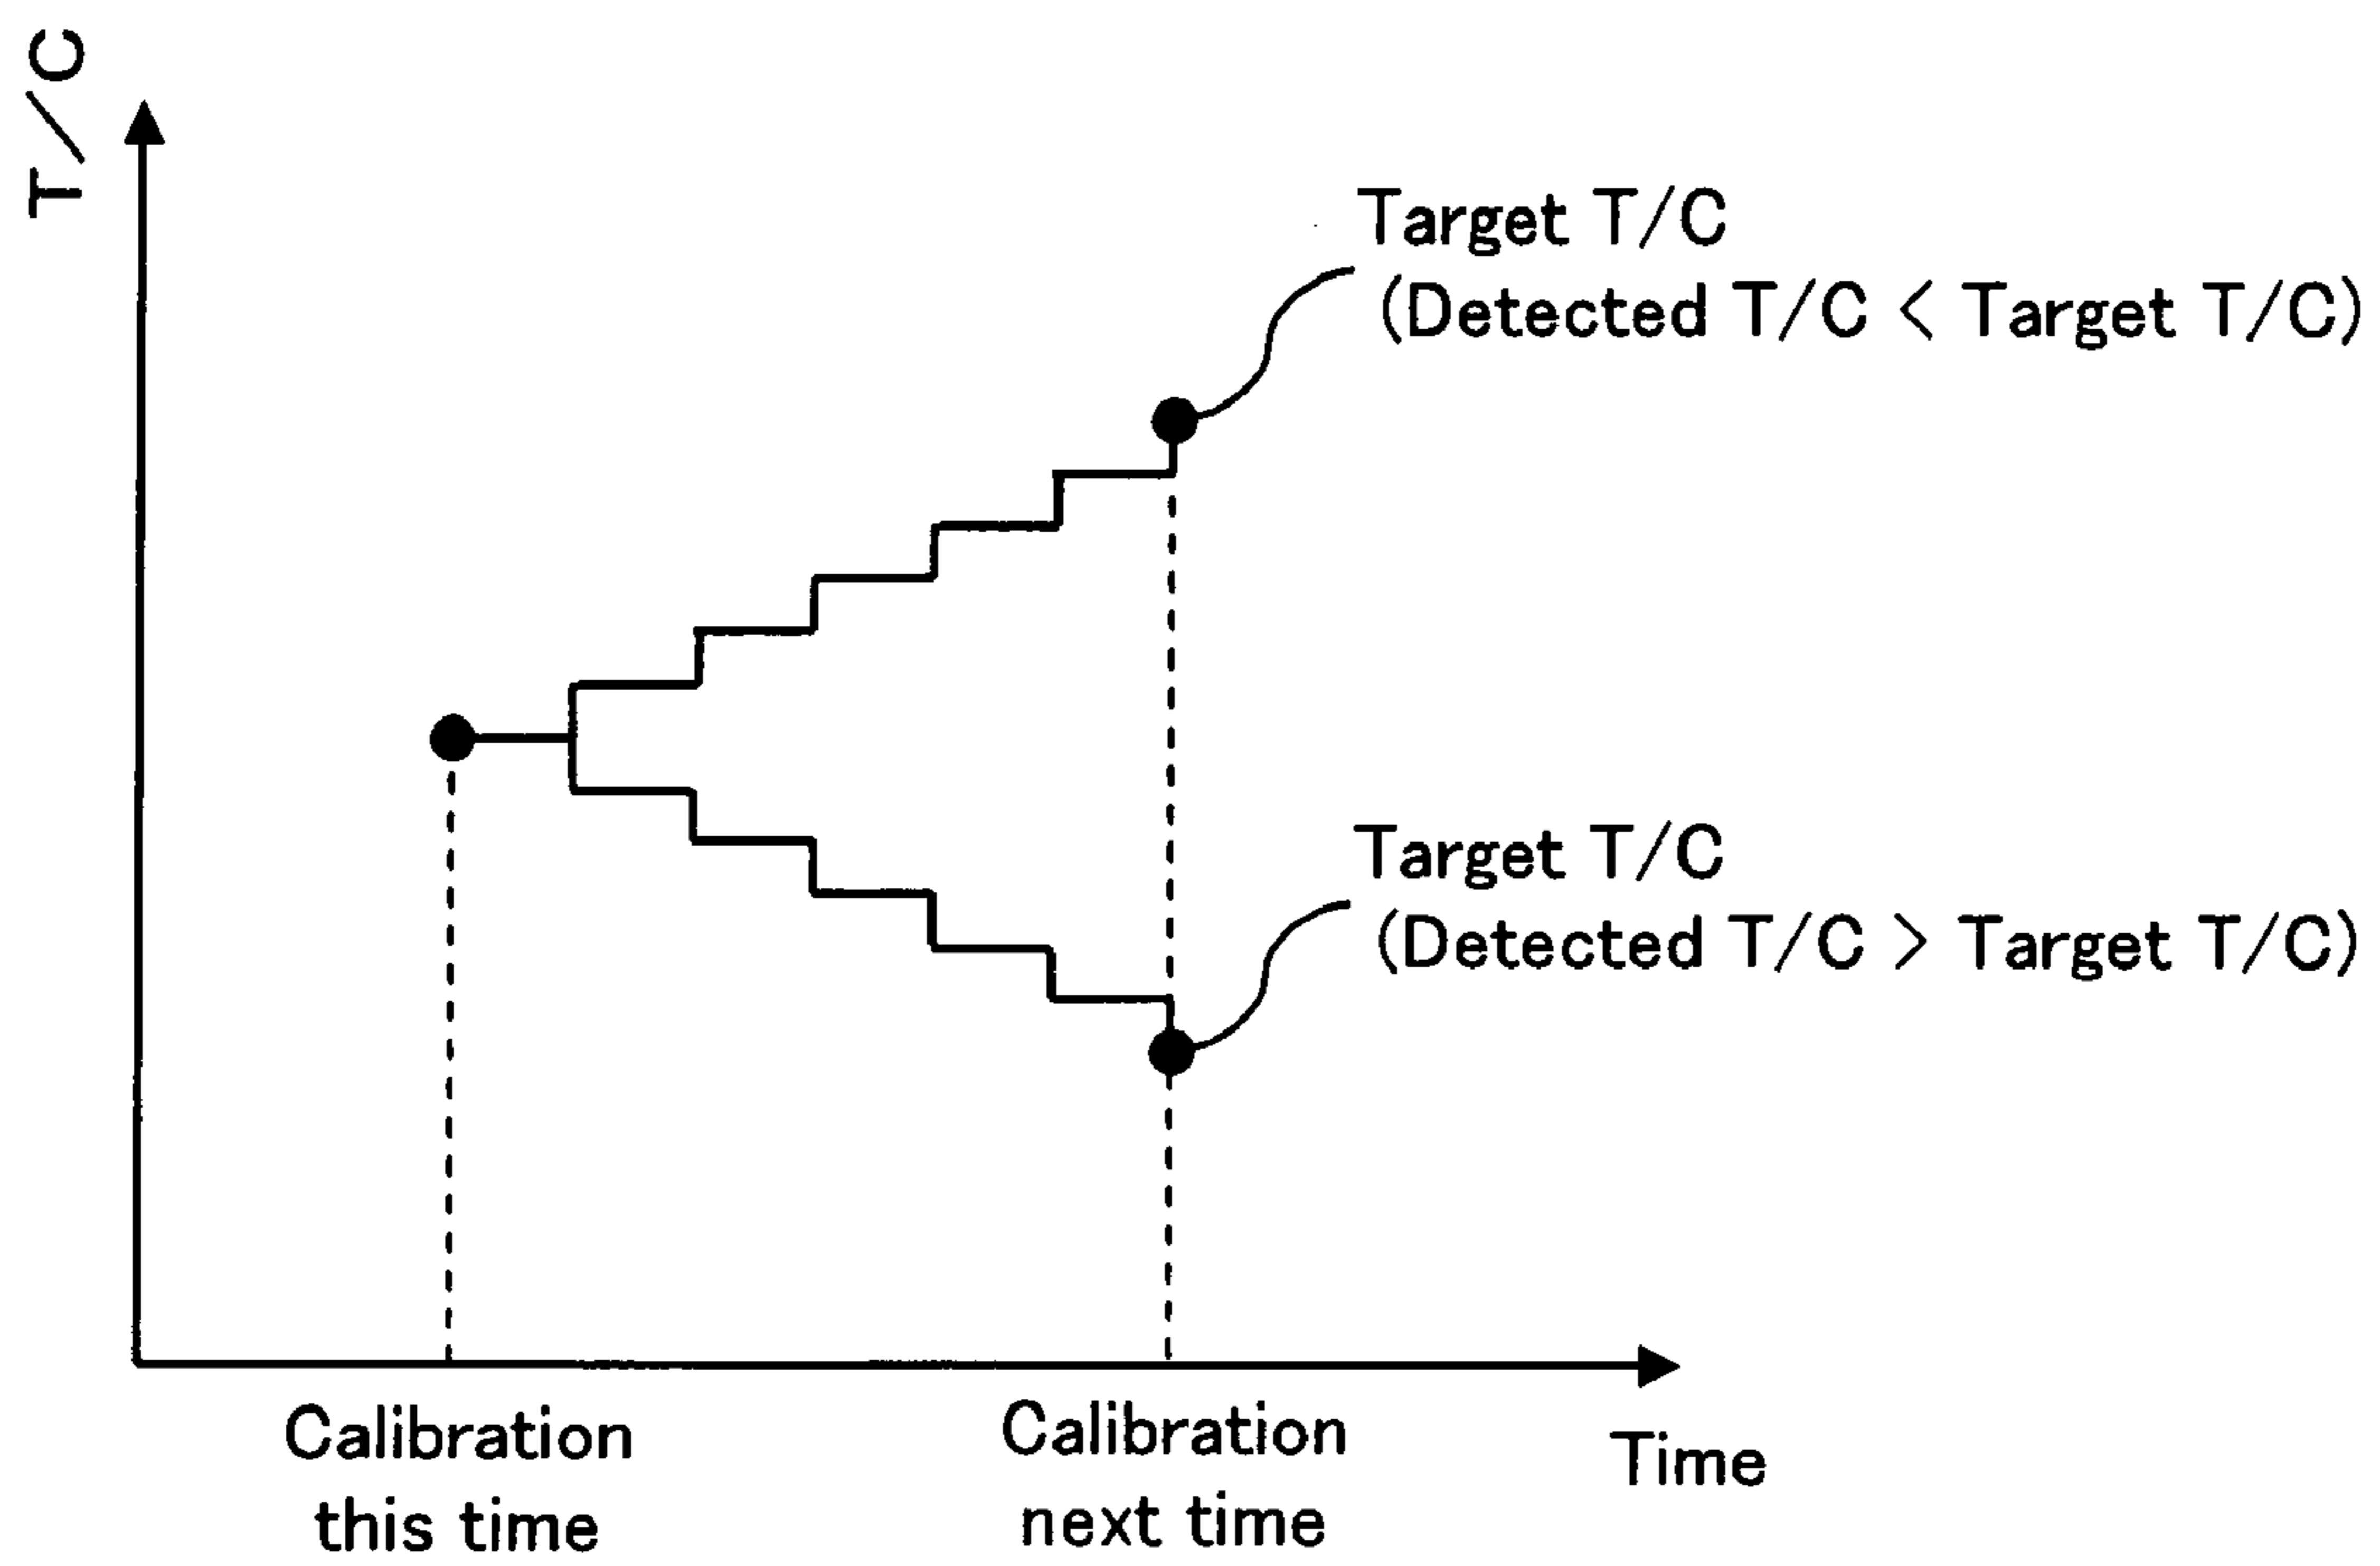 T/C
Target T/C
(Detected T/C < Target T/C)
Target T/C
(Detected T/C > Target T/C)
Calibration
this time
Calibration
next time
Time